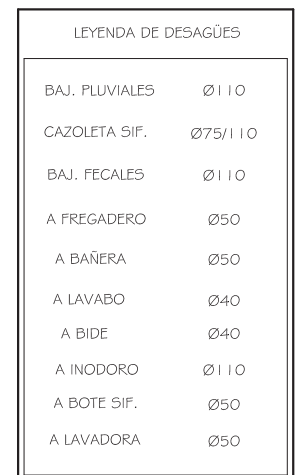 LEYENDA DE DESAGÜES
BAJ. PLUVIALES Ø110
CAZOLETA SIF. Ø75/110
BAJ. FECALES Ø110
A FREGADERO Ø50
A BAÑERA Ø50
A LAVABO Ø40
A BIDE Ø40
A INODORO Ø110
A BOTE SIF. Ø50
A LAVADORA Ø50